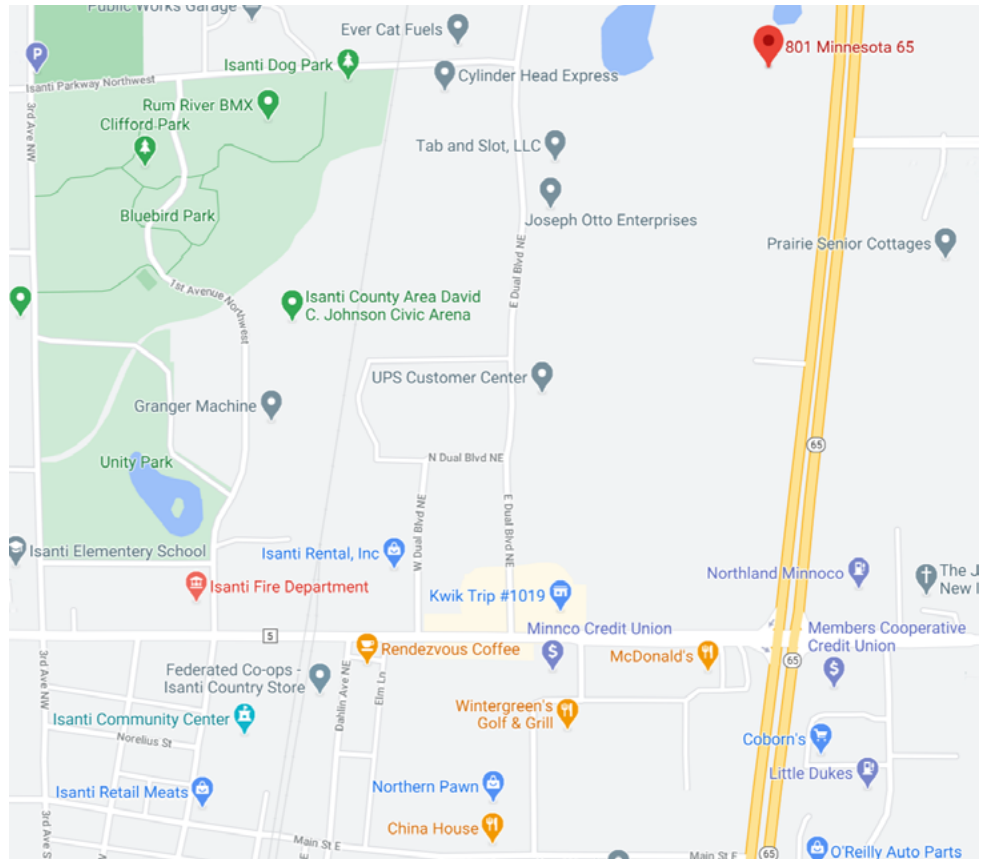 Public Works Garage
Ever Cat Fuels
801 Minnesota 65
Isanti Dog Park
Cylinder Head Express
P
Isanti Parkway Northwest
Rum River BMX
Clifford Park
3rd Ave NW
Tab and Slot, LLC
Bluebird Park
Joseph Otto Enterprises
Prairie Senior Cottages
E Dual Blvd NE
1st Avenue Northwest
Isanti County Area David
C. Johnson Civic Arena
UPS Customer Center
Granger Machine
65
Unity Park
N Dual Blvd NE
W Dual Blvd NE
E Dual Blvd NE
Isanti Elementery School
Isanti Rental, Inc
Isanti Fire Department
Northland Minnoco
The J
New
Kwik Trip #1019
5
Minnco Credit Union
Members Cooperative
Credit Union
Rendezvous Coffee
McDonald's
65
3rd Ave NW
Federated Co-ops -
Isanti Country Store
Dahlin Ave NE
Elm Ln
Isanti Community Center
Wintergreen's
Golf & Grill
Norelius St
Coborn's
Little Dukes
Isanti Retail Meats
Northern Pawn
China House
3rd Ave S
Main St E
Main St E
65
O'Reilly Auto Parts